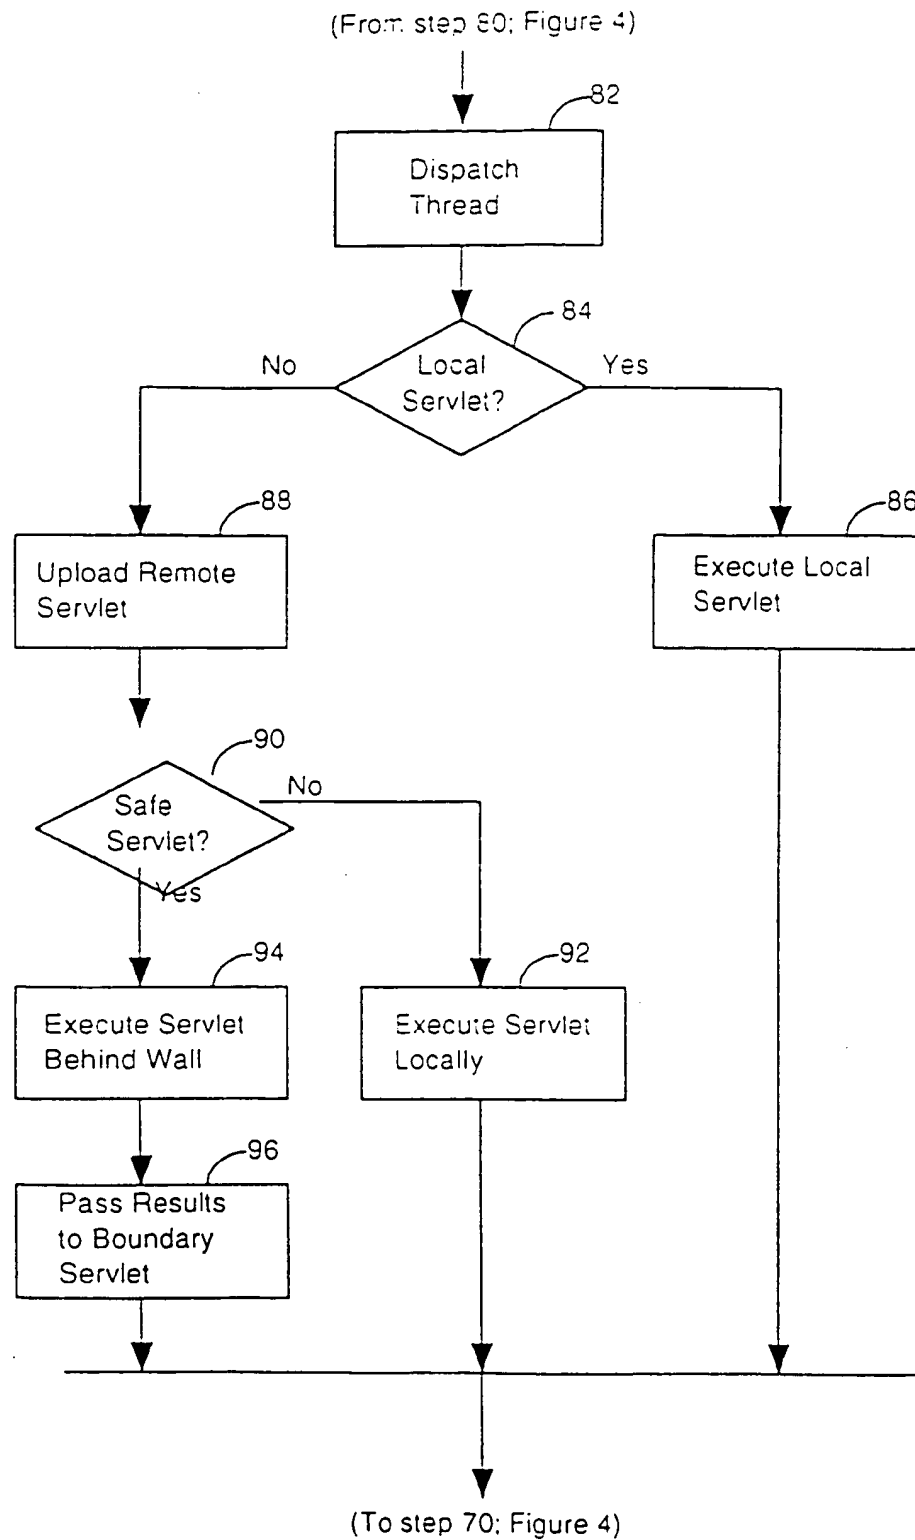 (From step 80; Figure 4)
82
Dispatch
Thread
84
No
Local
Servlet?
Yes
88
86
Upload Remote
Servlet
Execute Local
Servlet
90
No
Safe
Servlet?
Yes
94
92
Execute Servlet
Behind Wall
Execute Servlet
Locally
96
Pass Results
to Boundary
Servlet
(To step 70; Figure 4)